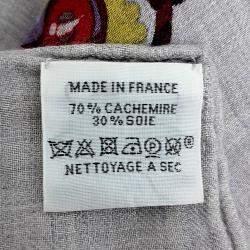 MADE IN FRANCE
70% CACHEMIRE
30% SOIE
NETTOYAGE A SEC